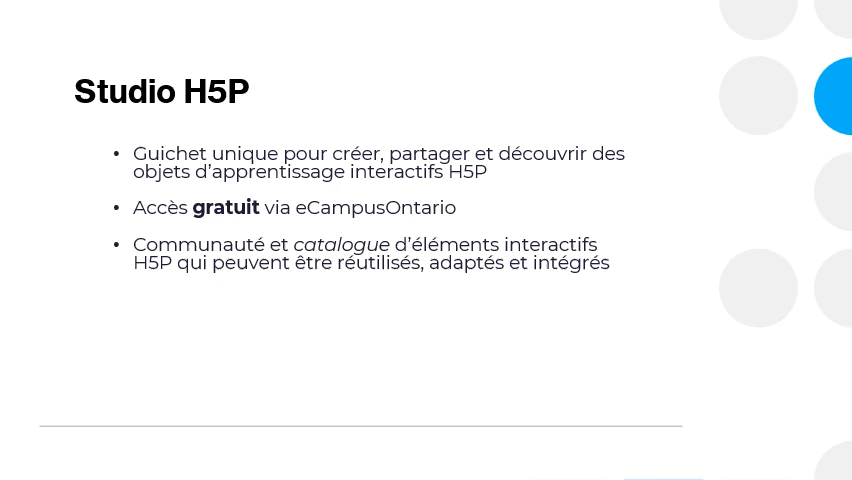 Studio H5P
• Guichet unique pour créer, partager et découvrir des
objets d’apprentissage interactifs H5P
• Accès gratuit via eCampusOntario
• Communauté et catalogue d’éléments interactifs
H5P qui peuvent être réutilisés, adaptés et intégrés